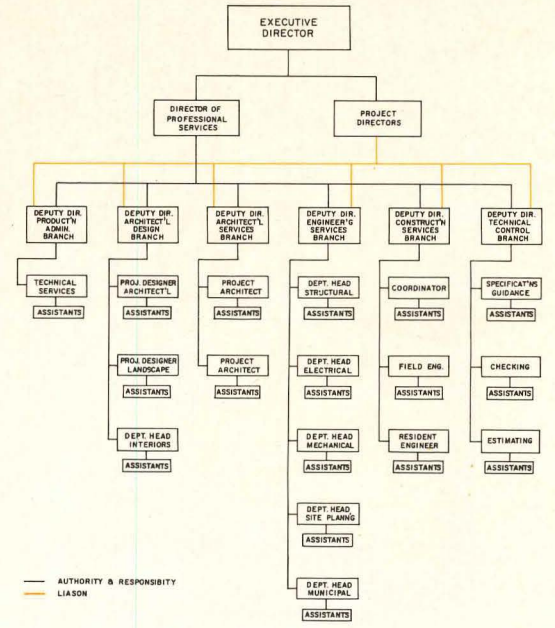 EXECUTIVE
DIRECTOR
DIRECTOR OF
PROFESSIONAL
SERVICES
PROJECT
DIRECTORS
DEPUTY DIR.
PRODUCT'N
ADMIN.
BRANCH
DEPUTY DIR.
ARCHITECT'L
DESIGN
BRANCH
DEPUTY DIR.
ARCHITECT'L
SERVICES
BRANCH
DEPUTY DIR.
ENGINEER'G
SERVICES
BRANCH
DEPUTY DIR.
CONSTRUCT'N
SERVICES
BRANCH
DEPUTY DIR.
TECHNICAL
CONTROL
BRANCH
TECHNICAL
SERVICES
ASSISTANTS
PROJ. DESIGNER
ARCHITECT'L
ASSISTANTS
PROJECT
ARCHITECT
ASSISTANTS
DEPT. HEAD
STRUCTURAL
ASSISTANTS
COORDINATOR
ASSISTANTS
SPECIFICAT'NS
GUIDANCE
ASSISTANTS
PROJ. DESIGNER
LANDSCAPE
ASSISTANTS
PROJECT
ARCHITECT
ASSISTANTS
DEPT. HEAD
ELECTRICAL
ASSISTANTS
FIELD ENG.
ASSISTANTS
CHECKING
ASSISTANTS
DEPT. HEAD
INTERIORS
ASSISTANTS
DEPT. HEAD
MECHANICAL
ASSISTANTS
RESIDENT
ENGINEER
ASSISTANTS
ESTIMATING
ASSISTANTS
DEPT. HEAD
SITE PLANN'G
ASSISTANTS
DEPT. HEAD
MUNICIPAL
ASSISTANTS
AUTHORITY & RESPONSIBITY
LIASON